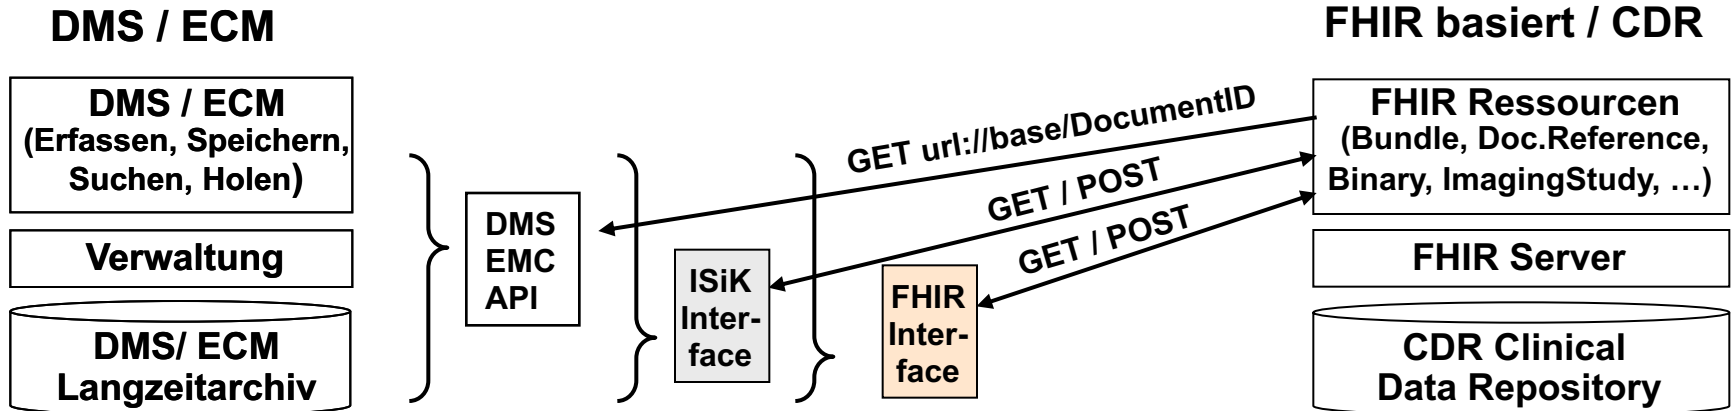 DMS / ECM
FHIR basiert / CDR
DMS / ECM
(Erfassen, Speichern,
Suchen, Holen)
Verwaltung
DMS/ ECM
Langzeitarchiv
DMS
EMC
API
ISiK
Inter-
face
FHIR
Inter-
face
GET url://base/DocumentID
GET / POST
GET / POST
FHIR Ressourcen
(Bundle, Doc.Reference,
Binary, ImagingStudy, …)
FHIR Server
CDR Clinical
Data Repository